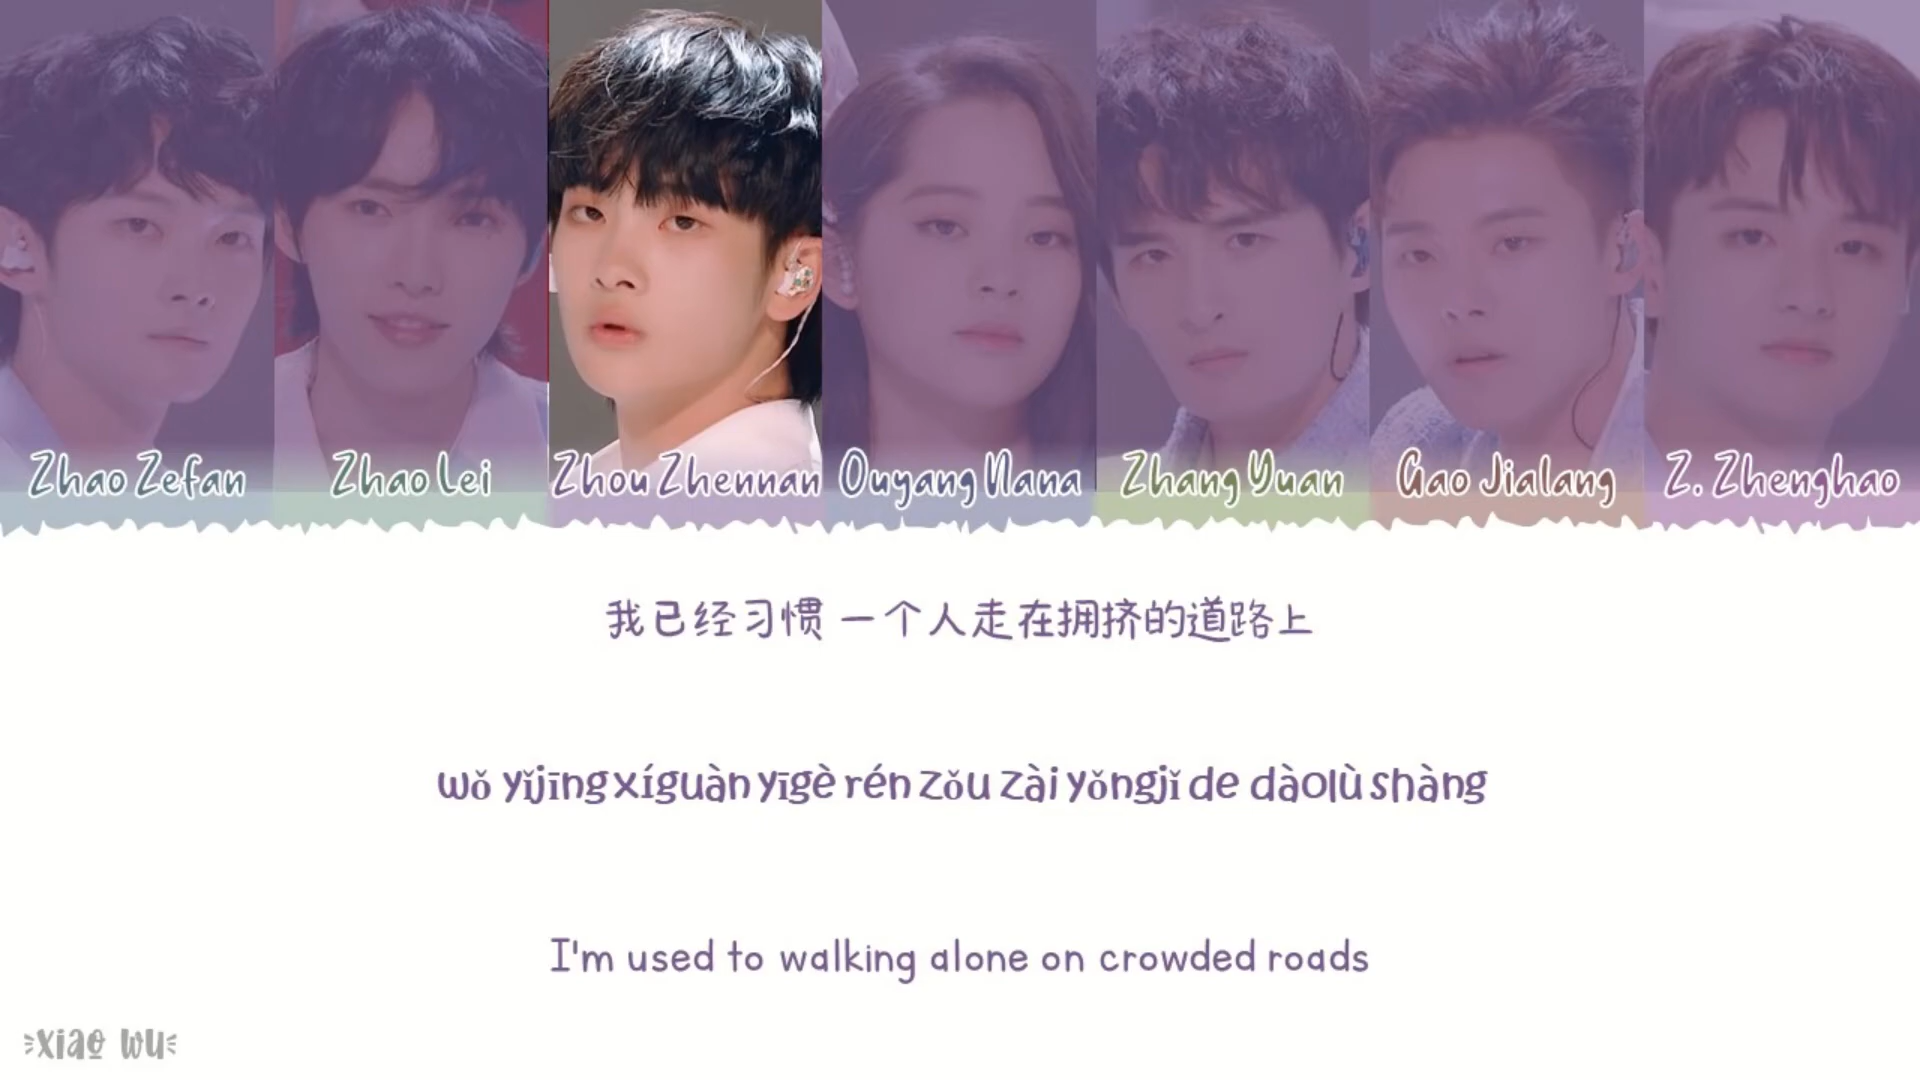 Zhao Zefan
Zhao Lei
Zhou Zhennan
Ouyang Nana
Zhang Yuan
Gao Jialang
Z. Zhenghao
我已经习惯 一个人走在拥挤的道路上
wǒ yǐjīng xíguàn yīgè rén zǒu zài yǒngjǐ de dàolù shàng
I'm used to walking alone on crowded roads
xiao wu